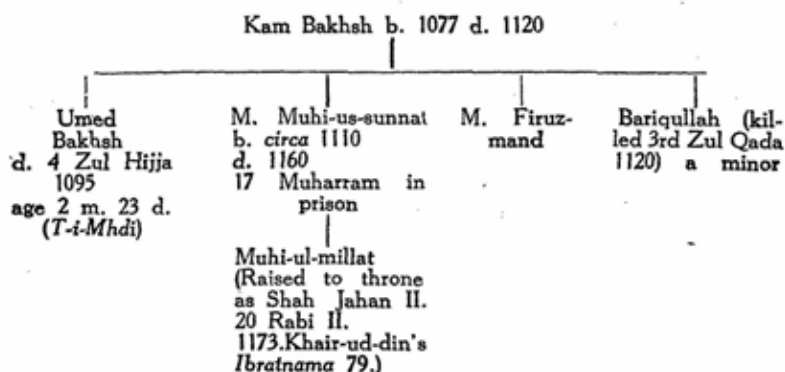 Kam Bakhsh b. 1077 d. 1120
Umed
Bakhsh
d. 4 Zul Hijja
1095
age 2 m. 23 d.
(T-i-Mhdi)
M. Muhi-us-sunnat
b. circa 1110
d. 1160
17 Muharram in
prison
Muhi-ul-millat
(Raised to throne
as Shah Jahan II.
20 Rabi II.
1173.Khair-ud-din's
Ibratnama 79.)
M. Firuz-
mand
Bariqullah (kil-
led 3rd Zul Qada
1120) a minor